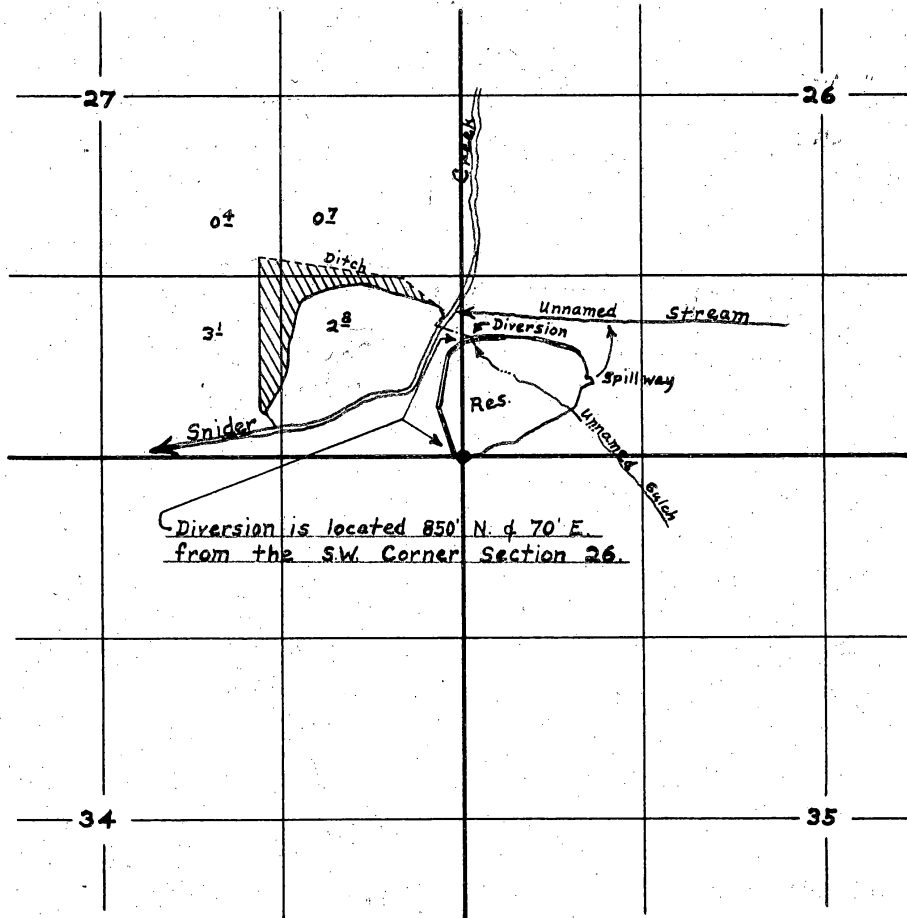 27
26
Creek
0 4
0 7
Ditch
Unnamed Stream
3 1
2 8
Diversion
Spillway
Res.
Snider
Unnamed Gulch
Diversion is located 850' N. & 70' E.
from the S.W. Corner Section 26.
34
35